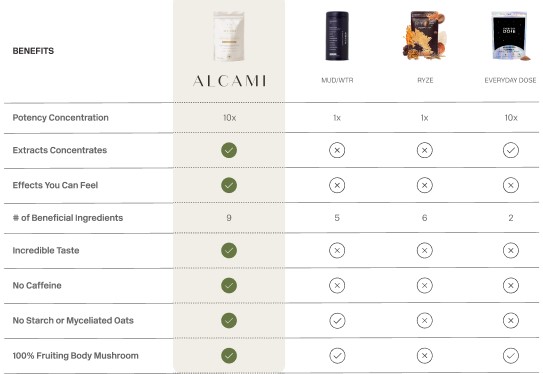 BENEFITS
ALCAMI
MUD/WTR
RYZE
EVERYDAY DOSE
Potency Concentration 10x 1x 1x 10x
Extracts Concentrates
Effects You Can Feel
# of Beneficial Ingredients 9 5 6 2
Incredible Taste
No Caffeine
No Starch or Myceliated Oats
100% Fruiting Body Mushroom